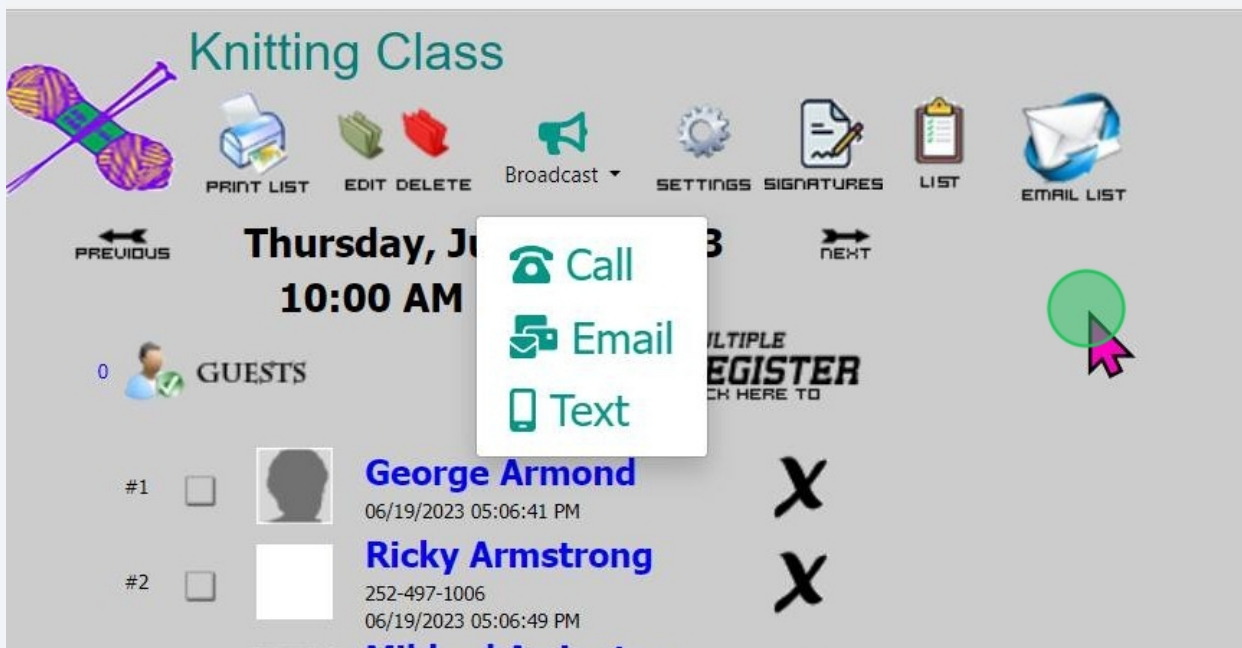 Knitting Class
PRINT LIST EDIT DELETE Broadcast SETTINGS SIGNATURES LIST EMAIL LIST
PREVIOUS Thursday, 3 NEXT
10:00 AM
Call
Email
Text
0 GUESTS
#1 George Armond
06/19/2023 05:06:41 PM
#2 Ricky Armstrong
252-497-1006
06/19/2023 05:06:49 PM